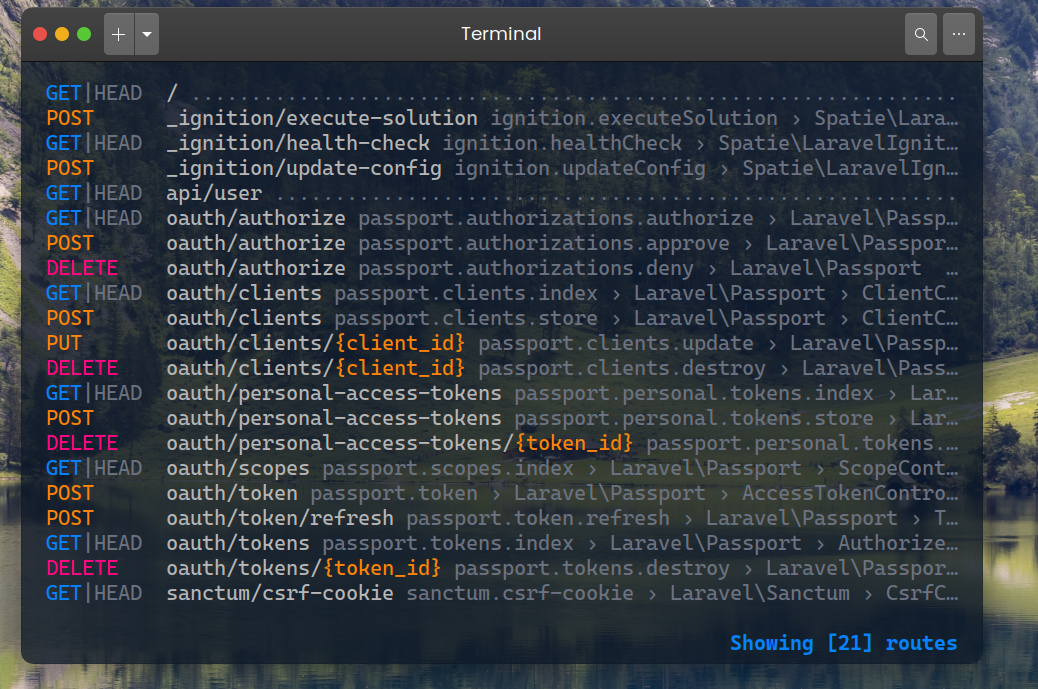 Terminal
GET|HEAD / ................................................................
POST _ignition/execute-solution ignition.executeSolution › Spatie\Lara…
GET|HEAD _ignition/health-check ignition.healthCheck › Spatie\LaravelIgnit…
POST _ignition/update-config ignition.updateConfig › Spatie\LaravelIgn…
GET|HEAD api/user .........................................................
GET|HEAD oauth/authorize passport.authorizations.authorize › Laravel\Passp…
POST oauth/authorize passport.authorizations.approve › Laravel\Passpor…
DELETE oauth/authorize passport.authorizations.deny › Laravel\Passport …
GET|HEAD oauth/clients passport.clients.index › Laravel\Passport › ClientC…
POST oauth/clients passport.clients.store › Laravel\Passport › ClientC…
PUT oauth/clients/{client_id} passport.clients.update › Laravel\Passp…
DELETE oauth/clients/{client_id} passport.clients.destroy › Laravel\Pass…
GET|HEAD oauth/personal-access-tokens passport.personal.tokens.index › Lar…
POST oauth/personal-access-tokens passport.personal.tokens.store › Lar…
DELETE oauth/personal-access-tokens/{token_id} passport.personal.tokens.…
GET|HEAD oauth/scopes passport.scopes.index › Laravel\Passport › ScopeCont…
POST oauth/token passport.token › Laravel\Passport › AccessTokenContro…
POST oauth/token/refresh passport.token.refresh › Laravel\Passport › T…
GET|HEAD oauth/tokens passport.tokens.index › Laravel\Passport › Authorize…
DELETE oauth/tokens/{token_id} passport.tokens.destroy › Laravel\Passpor…
GET|HEAD sanctum/csrf-cookie sanctum.csrf-cookie › Laravel\Sanctum › CsrfC…
Showing [21] routes